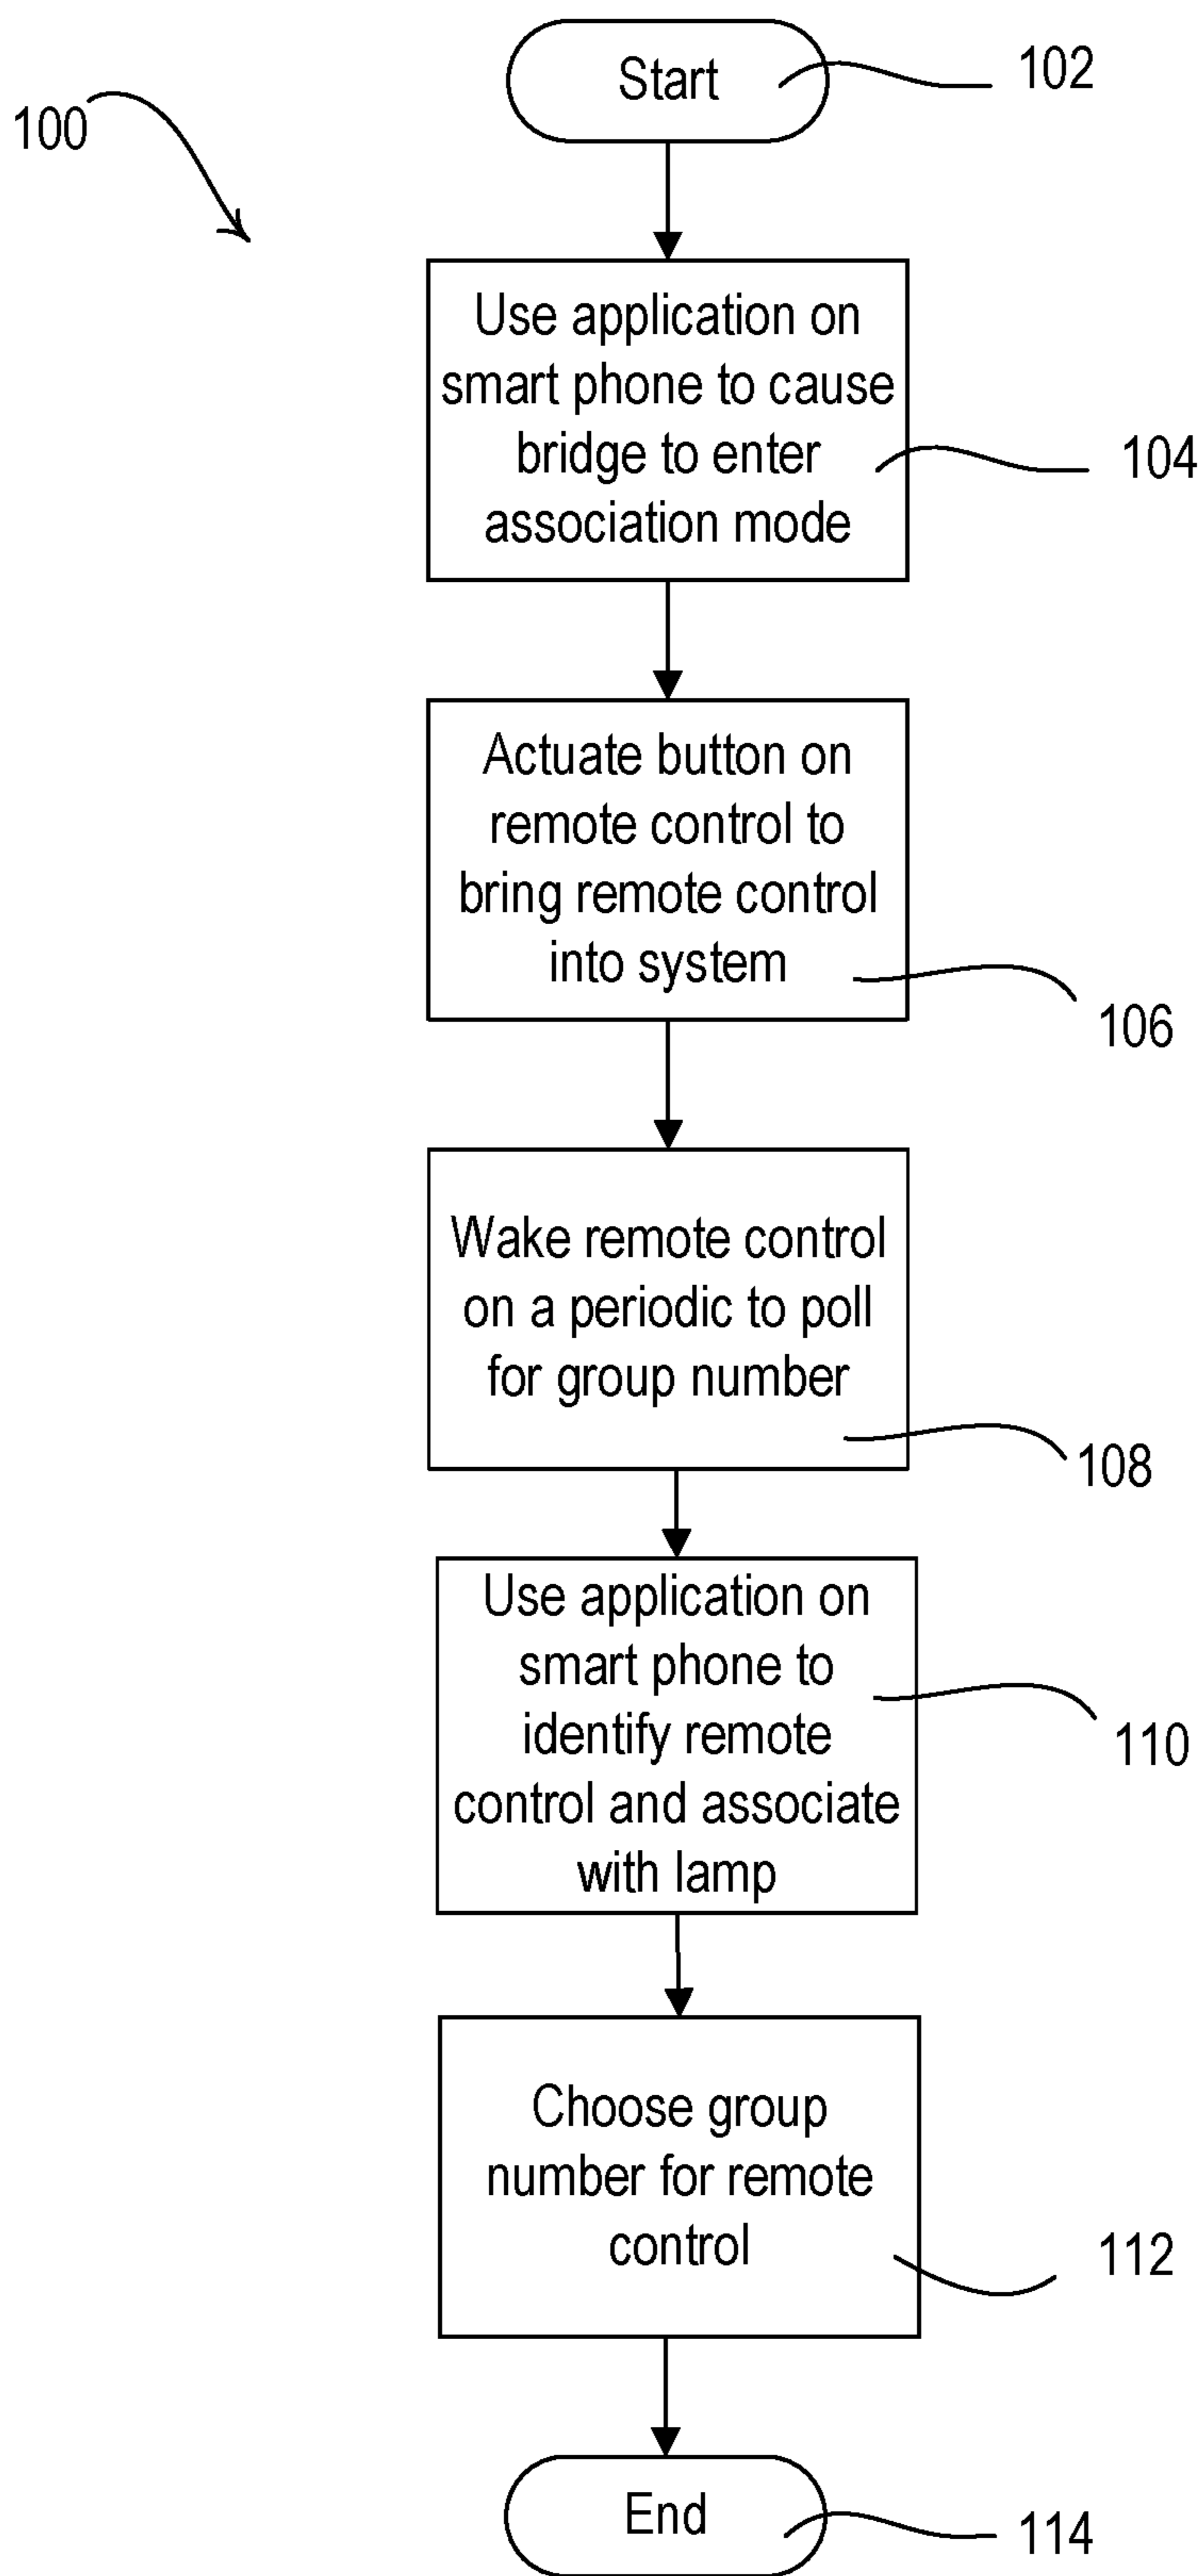 Start
102
100
Use application on
smart phone to cause
bridge to enter
association mode
104
Actuate button on
remote control to
bring remote control
into system
106
Wake remote control
on a periodic to poll
for group number
108
Use application on
smart phone to
identify remote
control and associate
with lamp
110
Choose group
number for remote
control
112
End
114